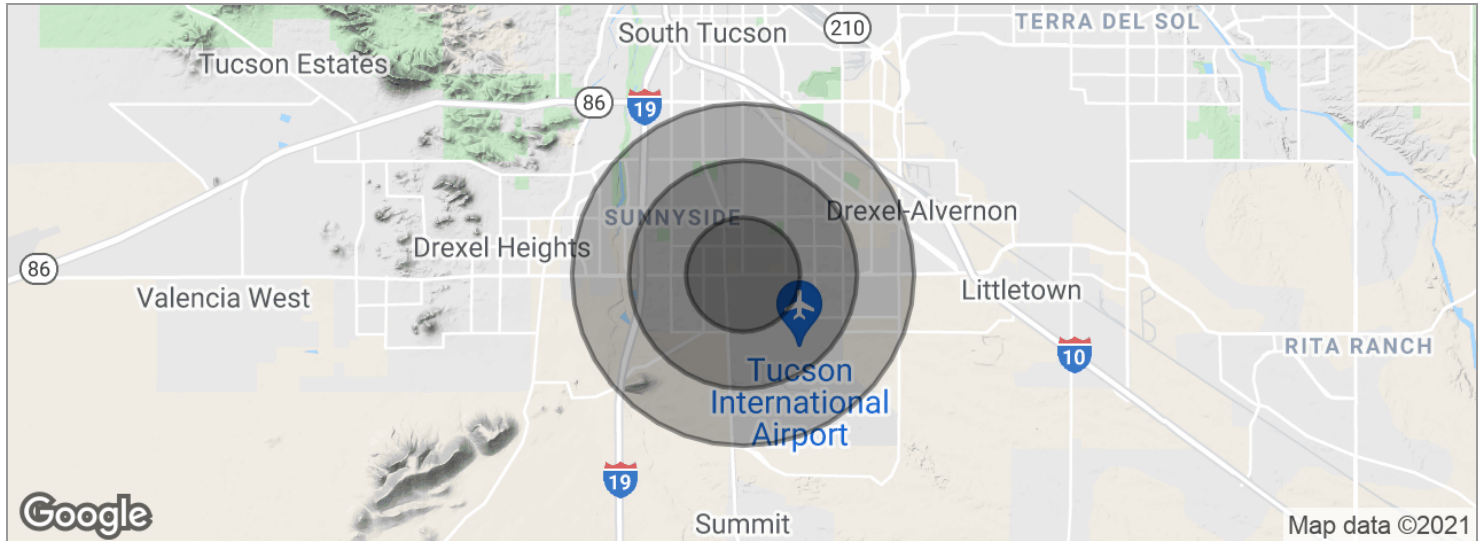 South Tucson
210
TERRA DEL SOL
Tucson Estates
86
19
SUNNYSIDE
Drexel-Alvernon
Drexel Heights
86
Valencia West
Littletown
10
RITA RANCH
Tucson
International
Airport
19
Summit
Google
Map data ©2021